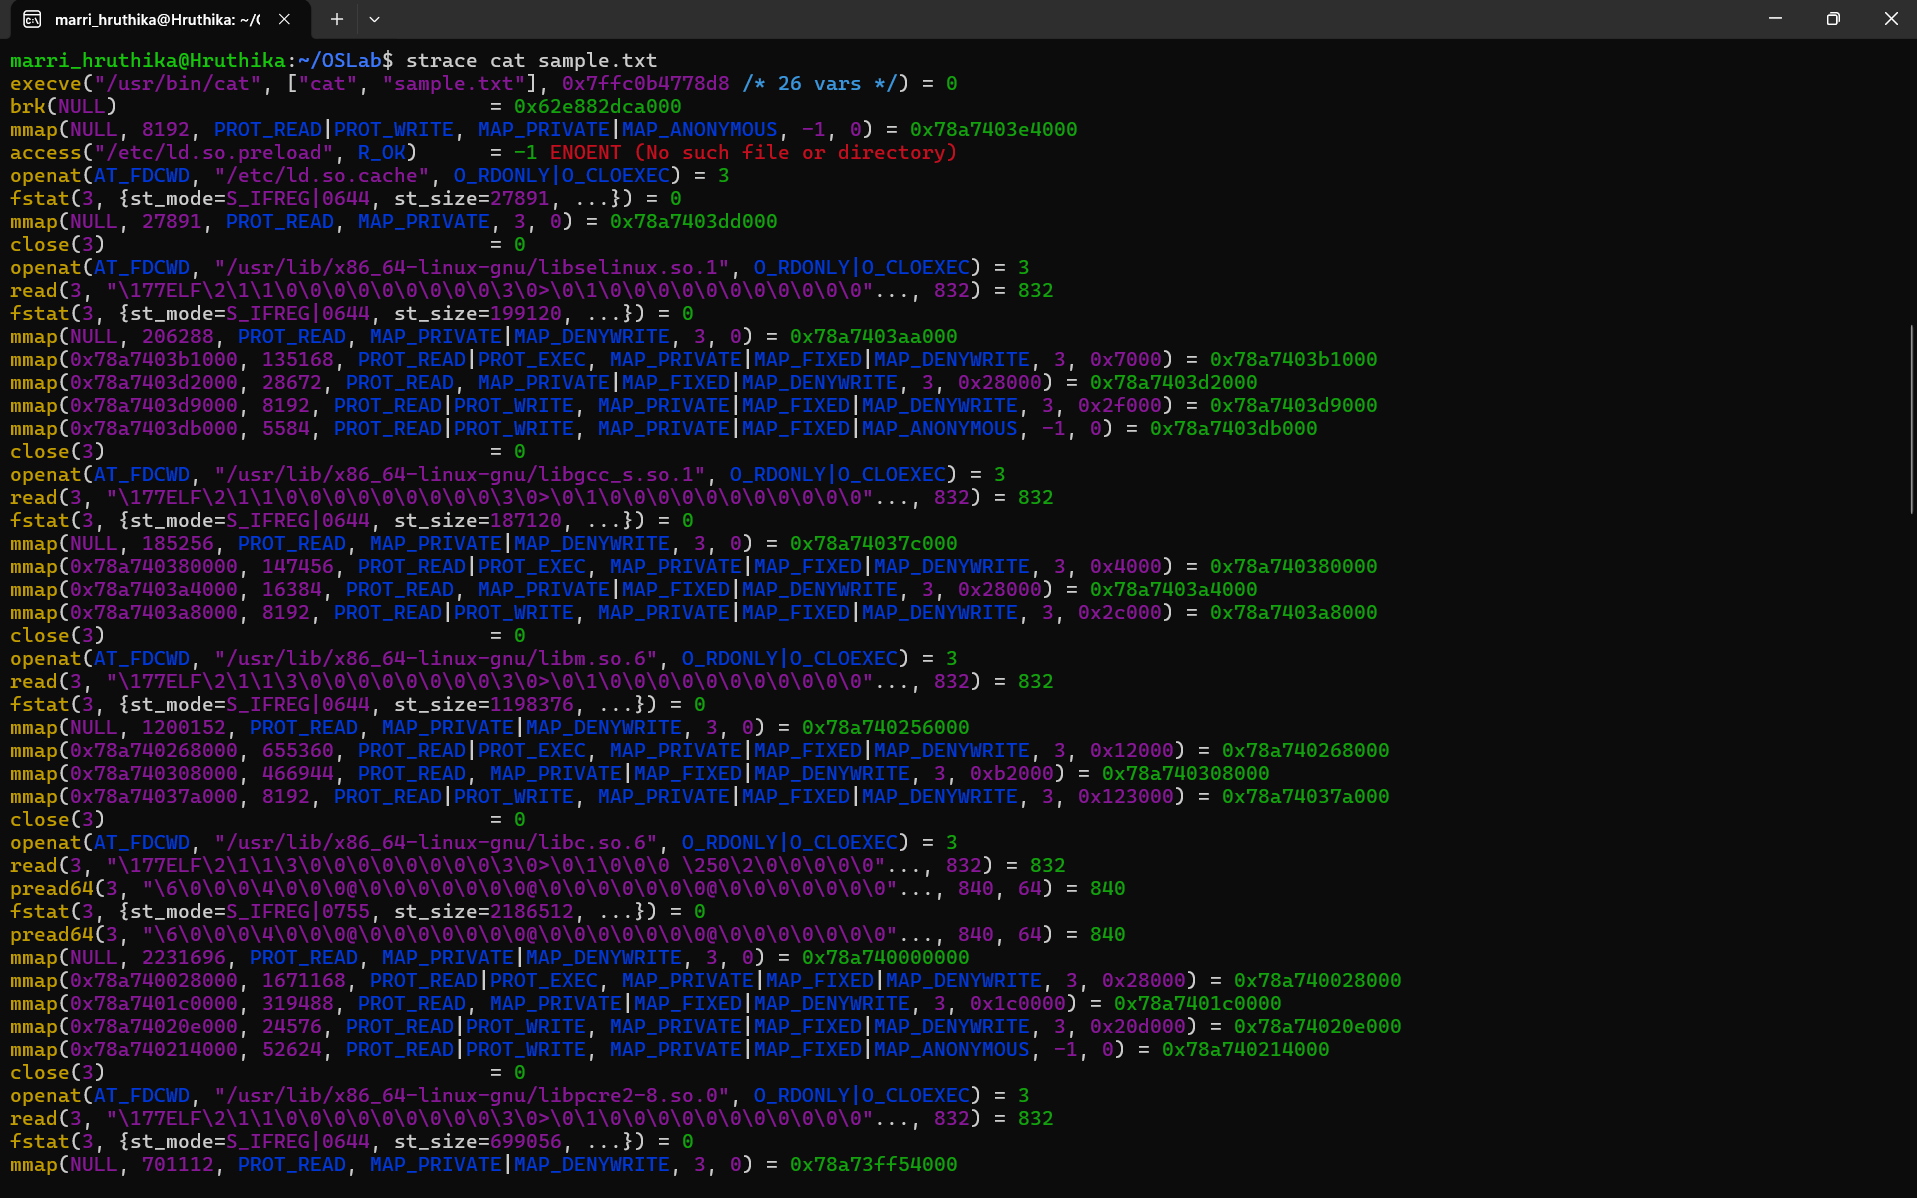 marri_hruthika@Hruthika: ~/(
marri_hruthika@Hruthika:~/OSLab$ strace cat sample.txt
execve("/usr/bin/cat", ["cat", "sample.txt"], 0x7ffc0b4778d8 /* 26 vars */) = 0
brk(NULL)                               = 0x62e882dca000
mmap(NULL, 8192, PROT_READ|PROT_WRITE, MAP_PRIVATE|MAP_ANONYMOUS, -1, 0) = 0x78a7403e4000
access("/etc/ld.so.preload", R_OK)      = -1 ENOENT (No such file or directory)
openat(AT_FDCWD, "/etc/ld.so.cache", O_RDONLY|O_CLOEXEC) = 3
fstat(3, {st_mode=S_IFREG|0644, st_size=27891, ...}) = 0
mmap(NULL, 27891, PROT_READ, MAP_PRIVATE, 3, 0) = 0x78a7403dd000
close(3)                                = 0
openat(AT_FDCWD, "/usr/lib/x86_64-linux-gnu/libselinux.so.1", O_RDONLY|O_CLOEXEC) = 3
read(3, "\177ELF\2\1\1\0\0\0\0\0\0\0\0\0\3\0>\0\1\0\0\0\0\0\0\0\0\0\0\0"..., 832) = 832
fstat(3, {st_mode=S_IFREG|0644, st_size=199120, ...}) = 0
mmap(NULL, 206288, PROT_READ, MAP_PRIVATE|MAP_DENYWRITE, 3, 0) = 0x78a7403aa000
mmap(0x78a7403b1000, 135168, PROT_READ|PROT_EXEC, MAP_PRIVATE|MAP_FIXED|MAP_DENYWRITE, 3, 0x7000) = 0x78a7403b1000
mmap(0x78a7403d2000, 28672, PROT_READ, MAP_PRIVATE|MAP_FIXED|MAP_DENYWRITE, 3, 0x28000) = 0x78a7403d2000
mmap(0x78a7403d9000, 8192, PROT_READ|PROT_WRITE, MAP_PRIVATE|MAP_FIXED|MAP_DENYWRITE, 3, 0x2f000) = 0x78a7403d9000
mmap(0x78a7403db000, 5584, PROT_READ|PROT_WRITE, MAP_PRIVATE|MAP_FIXED|MAP_ANONYMOUS, -1, 0) = 0x78a7403db000
close(3)                                = 0
openat(AT_FDCWD, "/usr/lib/x86_64-linux-gnu/libgcc_s.so.1", O_RDONLY|O_CLOEXEC) = 3
read(3, "\177ELF\2\1\1\0\0\0\0\0\0\0\0\0\3\0>\0\1\0\0\0\0\0\0\0\0\0\0\0"..., 832) = 832
fstat(3, {st_mode=S_IFREG|0644, st_size=187120, ...}) = 0
mmap(NULL, 185256, PROT_READ, MAP_PRIVATE|MAP_DENYWRITE, 3, 0) = 0x78a74037c000
mmap(0x78a740380000, 147456, PROT_READ|PROT_EXEC, MAP_PRIVATE|MAP_FIXED|MAP_DENYWRITE, 3, 0x4000) = 0x78a740380000
mmap(0x78a7403a4000, 16384, PROT_READ, MAP_PRIVATE|MAP_FIXED|MAP_DENYWRITE, 3, 0x28000) = 0x78a7403a4000
mmap(0x78a7403a8000, 8192, PROT_READ|PROT_WRITE, MAP_PRIVATE|MAP_FIXED|MAP_DENYWRITE, 3, 0x2c000) = 0x78a7403a8000
close(3)                                = 0
openat(AT_FDCWD, "/usr/lib/x86_64-linux-gnu/libm.so.6", O_RDONLY|O_CLOEXEC) = 3
read(3, "\177ELF\2\1\1\3\0\0\0\0\0\0\0\0\3\0>\0\1\0\0\0\0\0\0\0\0\0\0\0"..., 832) = 832
fstat(3, {st_mode=S_IFREG|0644, st_size=1198376, ...}) = 0
mmap(NULL, 1200152, PROT_READ, MAP_PRIVATE|MAP_DENYWRITE, 3, 0) = 0x78a740256000
mmap(0x78a740268000, 655360, PROT_READ|PROT_EXEC, MAP_PRIVATE|MAP_FIXED|MAP_DENYWRITE, 3, 0x12000) = 0x78a740268000
mmap(0x78a740308000, 466944, PROT_READ, MAP_PRIVATE|MAP_FIXED|MAP_DENYWRITE, 3, 0xb2000) = 0x78a740308000
mmap(0x78a74037a000, 8192, PROT_READ|PROT_WRITE, MAP_PRIVATE|MAP_FIXED|MAP_DENYWRITE, 3, 0x123000) = 0x78a74037a000
close(3)                                = 0
openat(AT_FDCWD, "/usr/lib/x86_64-linux-gnu/libc.so.6", O_RDONLY|O_CLOEXEC) = 3
read(3, "\177ELF\2\1\1\3\0\0\0\0\0\0\0\0\3\0>\0\1\0\0\0 \250\2\0\0\0\0\0"..., 832) = 832
pread64(3, "\6\0\0\0\4\0\0\0@\0\0\0\0\0\0\0@\0\0\0\0\0\0\0@\0\0\0\0\0\0\0"..., 840, 64) = 840
fstat(3, {st_mode=S_IFREG|0755, st_size=2186512, ...}) = 0
pread64(3, "\6\0\0\0\4\0\0\0@\0\0\0\0\0\0\0@\0\0\0\0\0\0\0@\0\0\0\0\0\0\0"..., 840, 64) = 840
mmap(NULL, 2231696, PROT_READ, MAP_PRIVATE|MAP_DENYWRITE, 3, 0) = 0x78a740000000
mmap(0x78a740028000, 1671168, PROT_READ|PROT_EXEC, MAP_PRIVATE|MAP_FIXED|MAP_DENYWRITE, 3, 0x28000) = 0x78a740028000
mmap(0x78a7401c0000, 319488, PROT_READ, MAP_PRIVATE|MAP_FIXED|MAP_DENYWRITE, 3, 0x1c0000) = 0x78a7401c0000
mmap(0x78a74020e000, 24576, PROT_READ|PROT_WRITE, MAP_PRIVATE|MAP_FIXED|MAP_DENYWRITE, 3, 0x20d000) = 0x78a74020e000
mmap(0x78a740214000, 52624, PROT_READ|PROT_WRITE, MAP_PRIVATE|MAP_FIXED|MAP_ANONYMOUS, -1, 0) = 0x78a740214000
close(3)                                = 0
openat(AT_FDCWD, "/usr/lib/x86_64-linux-gnu/libpcre2-8.so.0", O_RDONLY|O_CLOEXEC) = 3
read(3, "\177ELF\2\1\1\0\0\0\0\0\0\0\0\0\3\0>\0\1\0\0\0\0\0\0\0\0\0\0\0"..., 832) = 832
fstat(3, {st_mode=S_IFREG|0644, st_size=699056, ...}) = 0
mmap(NULL, 701112, PROT_READ, MAP_PRIVATE|MAP_DENYWRITE, 3, 0) = 0x78a73ff54000